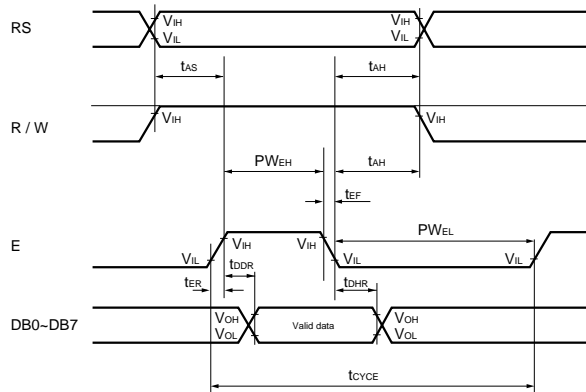 RS
VIH
VIL
VIH
VIL
tAS
tAH
R / W
VIH
VIH
PWEH
tAH
tEF
E
VIL
VIH
VIH
PWEL
VIL
VIL
tER
tDDR
tDHR
DB0~DB7
VOH
VOL
Valid data
VOH
VOL
tCYCE